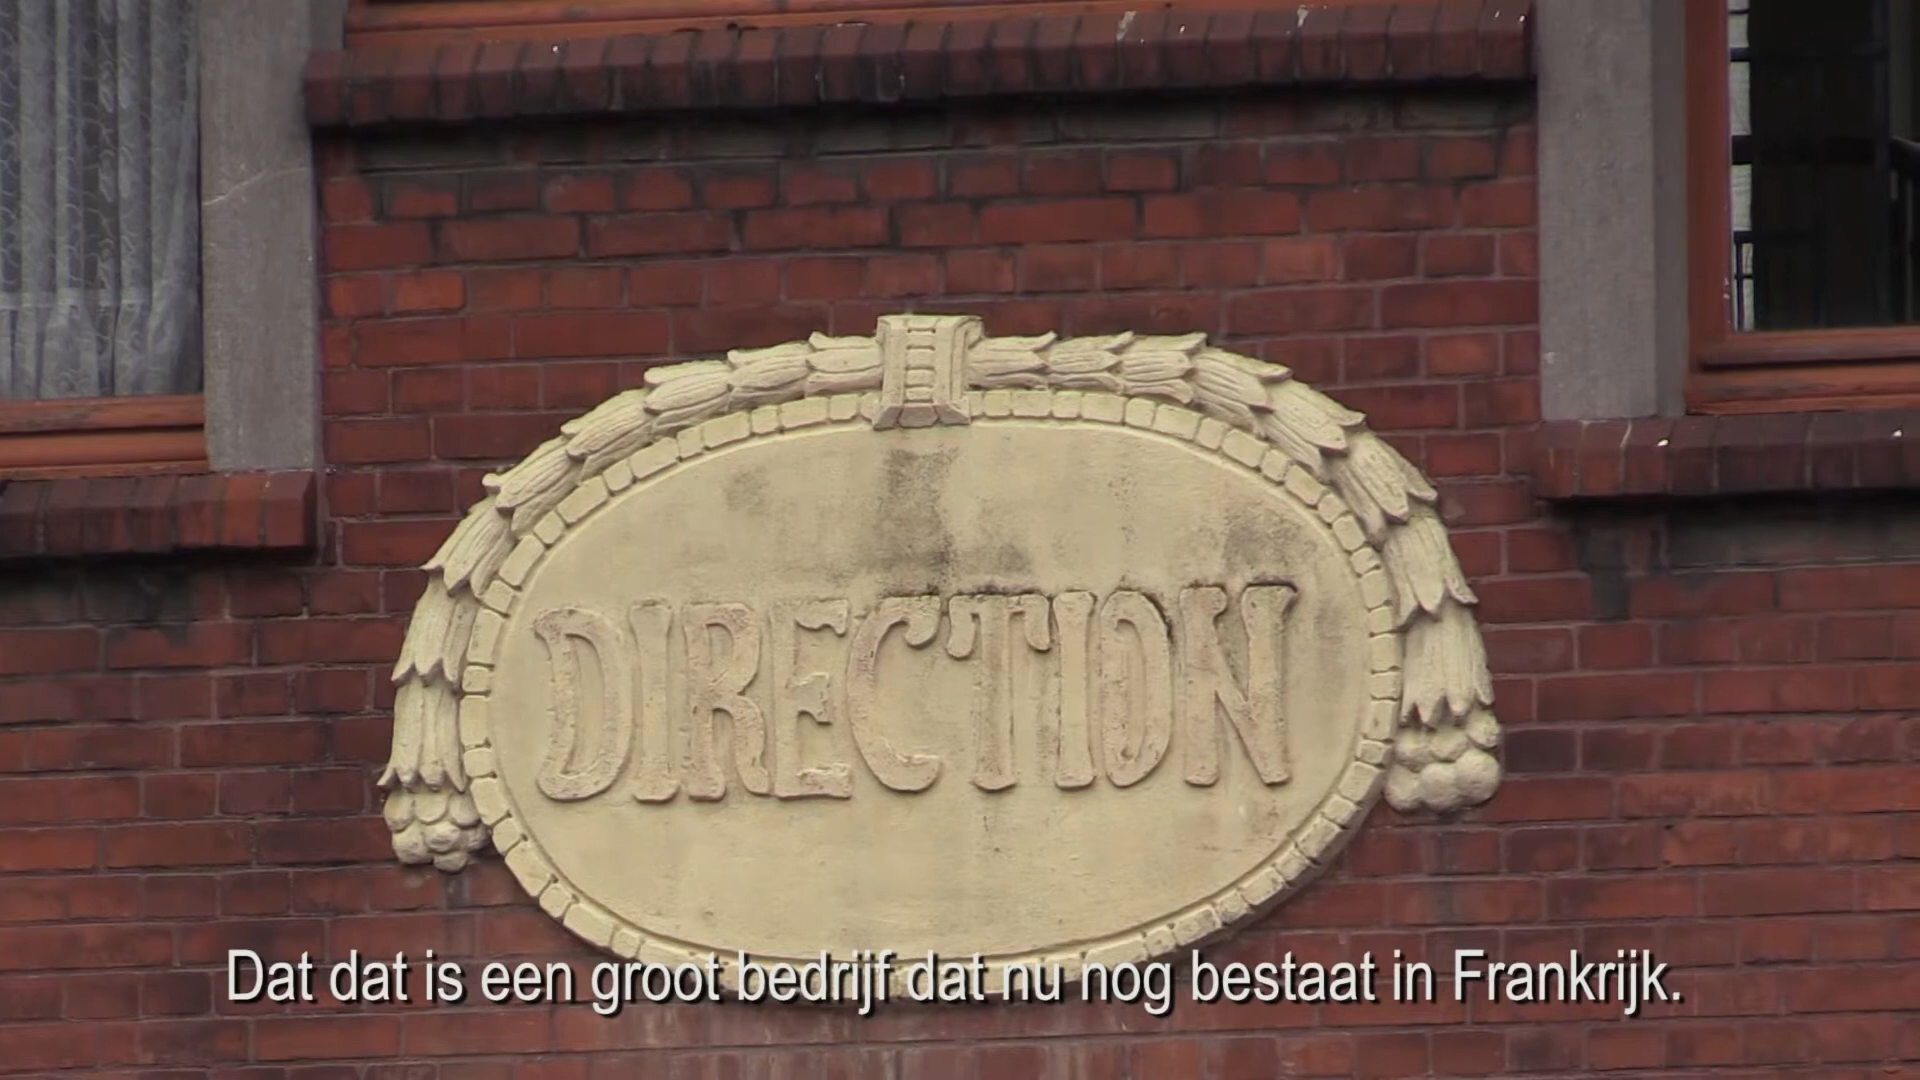 DIRECTION
Dat dat is een groot bedrijf dat nu nog bestaat in Frankrijk.